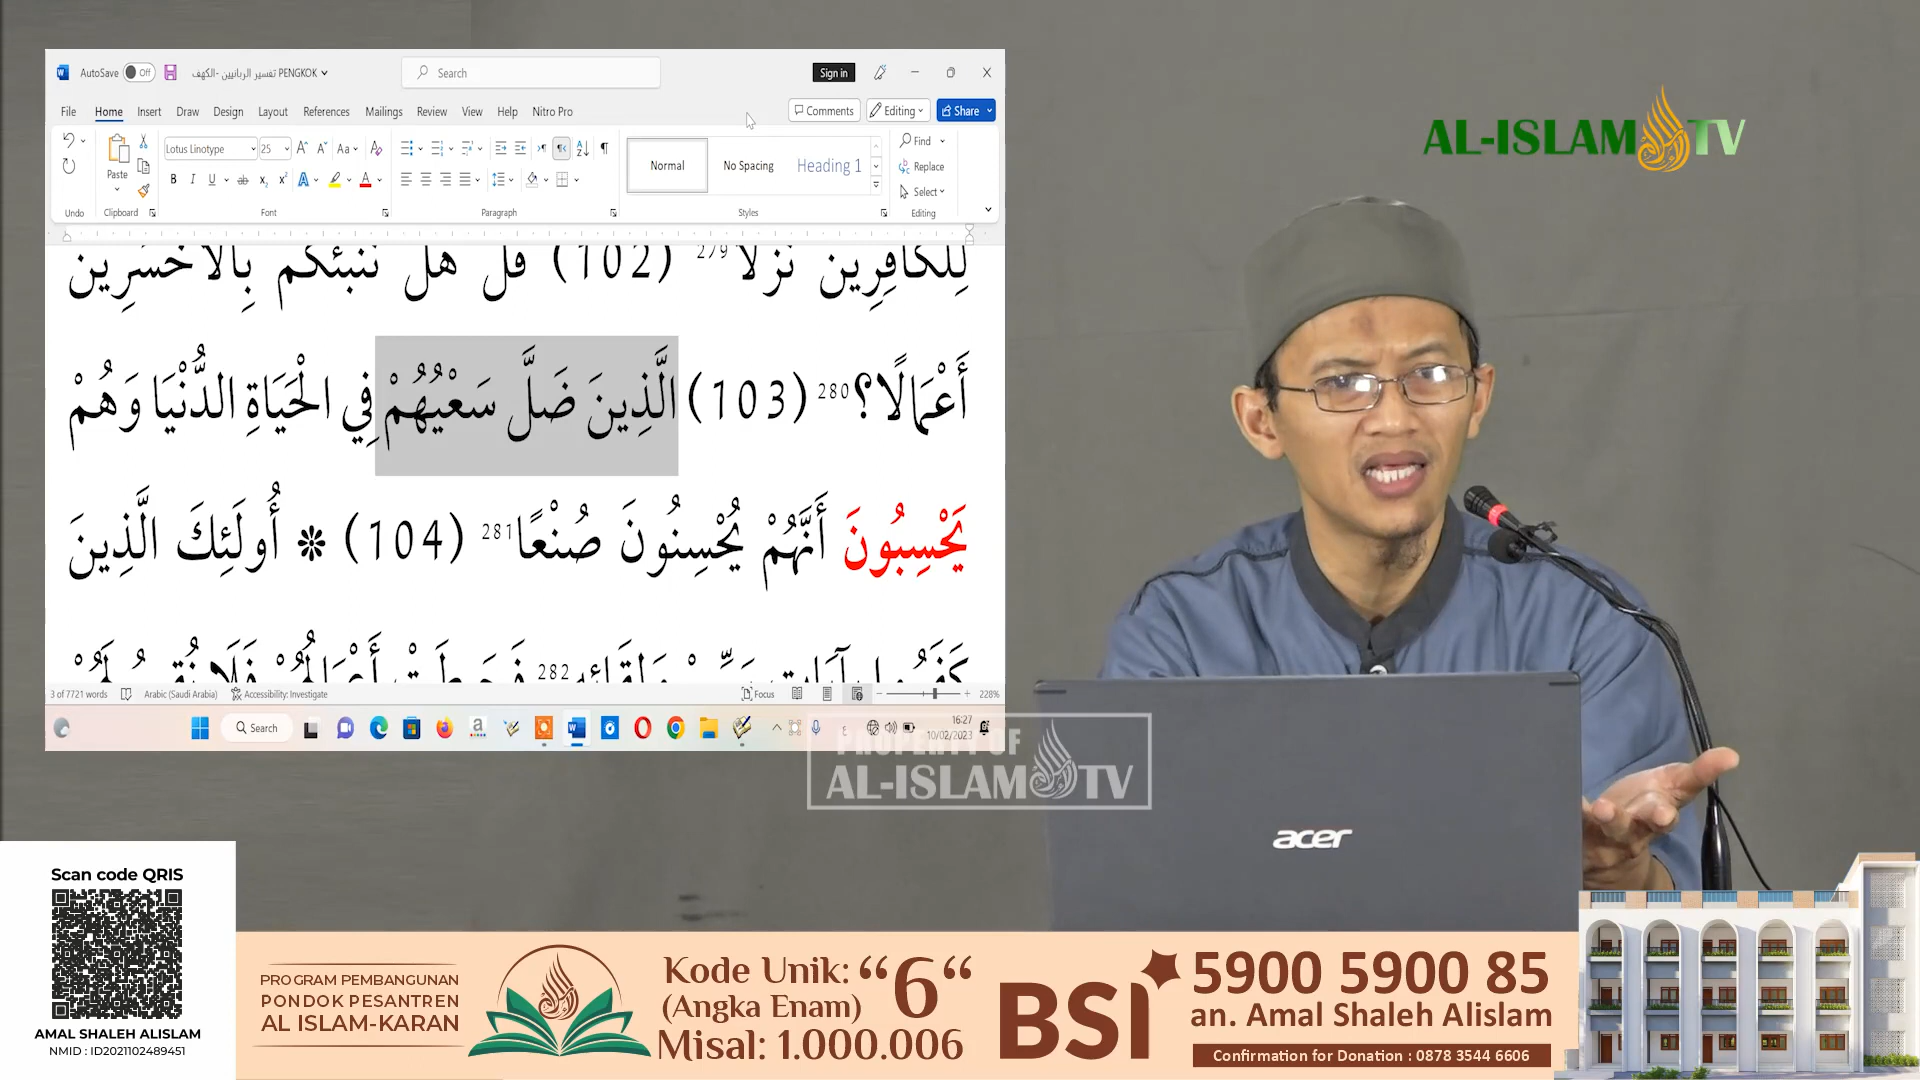 AutoSave Off تفسير الربانيين -الكهف PENGKOK
Search
Sign in
File Home Insert Draw Design Layout References Mailings Review View Help Nitro Pro
Comments Editing Share
Paste
Lotus Linotype 25
Normal No Spacing Heading 1
Find
Replace
Select
Undo Clipboard Font Paragraph Styles Editing
لِلْكَافِرِينَ نُزُلًا 279 (102) قُلْ هَلْ نُنَبِّئُكُمْ بِالْأَخْسَرِينَ
أَعْمَالًا؟ 280 (103) الَّذِينَ ضَلَّ سَعْيُهُمْ فِي الْحَيَاةِ الدُّنْيَا وَهُمْ
يَحْسِبُونَ أَنَّهُمْ يُحْسِنُونَ صُنْعًا 281 (104) ❇ أُولَئِكَ الَّذِينَ
282
3 of 7721 words Arabic (Saudi Arabia) Accessibility: Investigate Focus 228%
Search
16:27
10/02/2023
AL-ISLAM TV
PROPERTY OF
AL-ISLAM TV
acer
Scan code QRIS
AMAL SHALEH ALISLAM
NMID : ID2021102489451
PROGRAM PEMBANGUNAN
PONDOK PESANTREN
AL ISLAM-KARAN
Kode Unik: “6“
(Angka Enam)
Misal: 1.000.006
BSI
5900 5900 85
an. Amal Shaleh Alislam
Confirmation for Donation : 0878 3544 6606